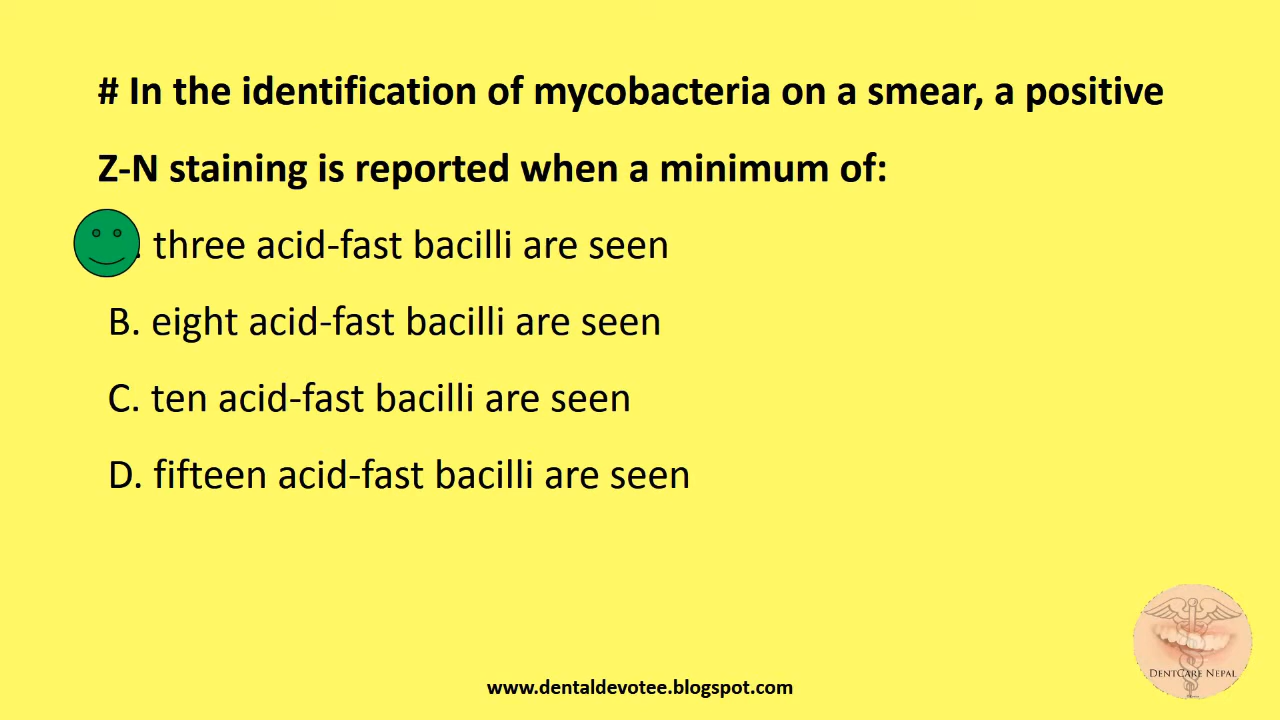 # In the identification of mycobacteria on a smear, a positive
Z-N staining is reported when a minimum of:
. three acid-fast bacilli are seen
B. eight acid-fast bacilli are seen
C. ten acid-fast bacilli are seen
D. fifteen acid-fast bacilli are seen
DENTCARE NEPAL
www.dentaldevotee.blogspot.com